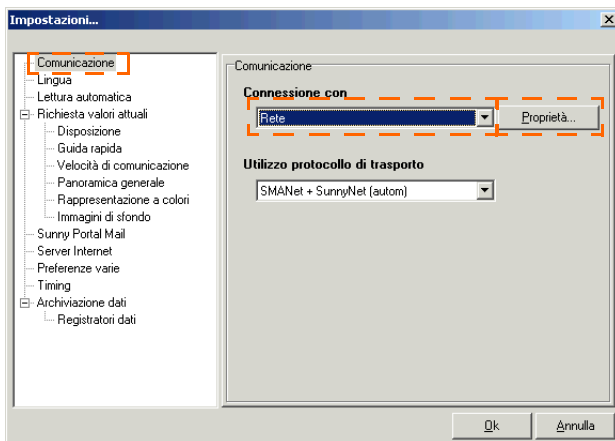 Impostazioni...
Comunicazione
Lingua
Lettura automatica
Richiesta valori attuali
Disposizione
Guida rapida
Velocità di comunicazione
Panoramica generale
Rappresentazione a colori
Immagini di sfondo
Sunny Portal Mail
Server Internet
Preferenze varie
Timing
Archiviazione dati
Registratori dati
Comunicazione
Connessione con
Rete
Proprietà...
Utilizzo protocollo di trasporto
SMANet + SunnyNet (autom)
Ok
Annulla